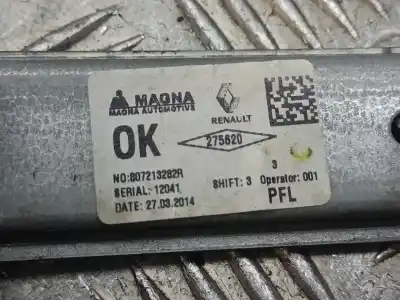 MAGNA
MAGNA AUTOMOTIVE
RENAULT
OK
275620
3
NO:807213282R
SERIAL: 12041
SHIFT: 3 Operator: 001
DATE: 27.03.2014
PFL